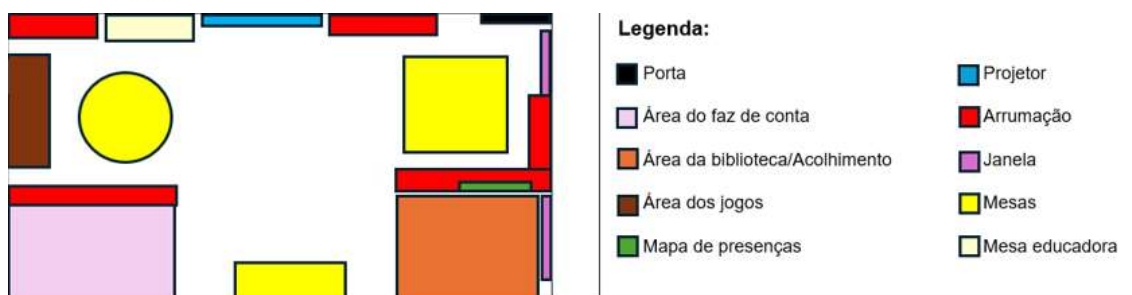 Legenda:
Porta
Projetor
Área do faz de conta
Arrumação
Área da biblioteca/Acolhimento
Janela
Área dos jogos
Mesas
Mapa de presenças
Mesa educadora